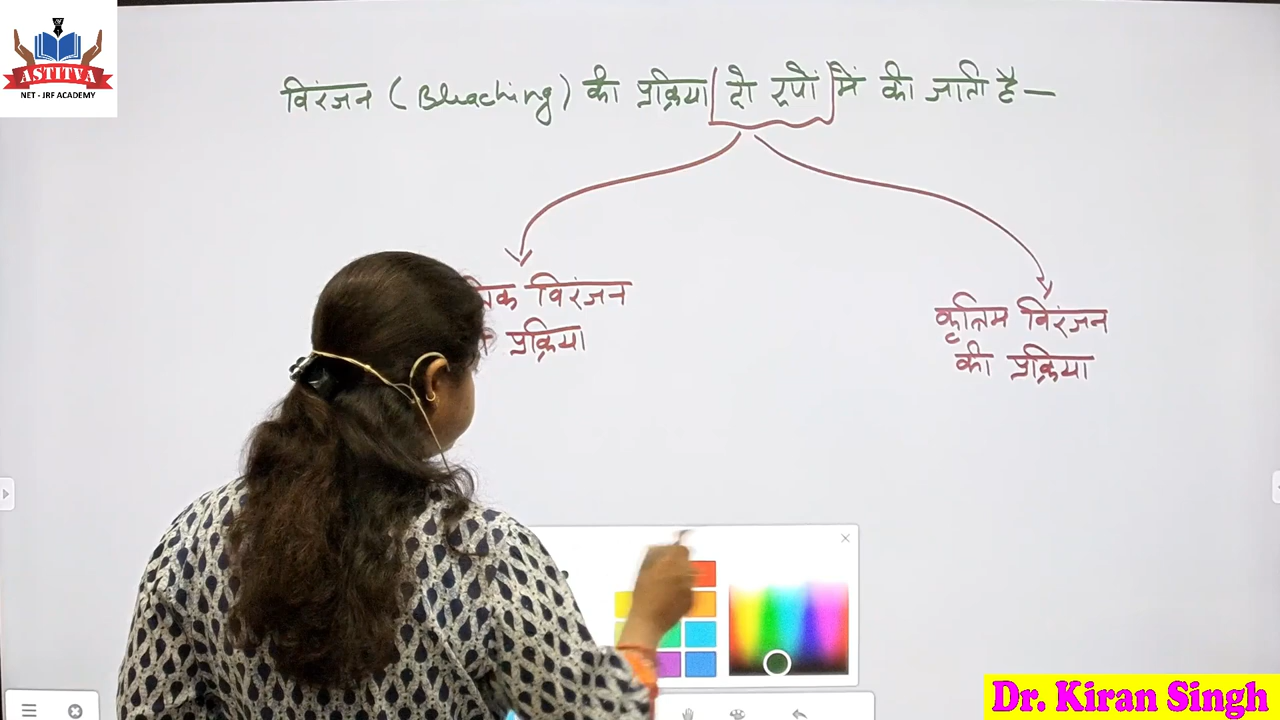 ASTITVA
NET - JRF ACADEMY
विरंजन (Bleaching) की प्रक्रिया दो रूपों में की जाती है —
विरंजन
प्रक्रिया
कृत्रिम विरंजन
की प्रक्रिया
Dr. Kiran Singh